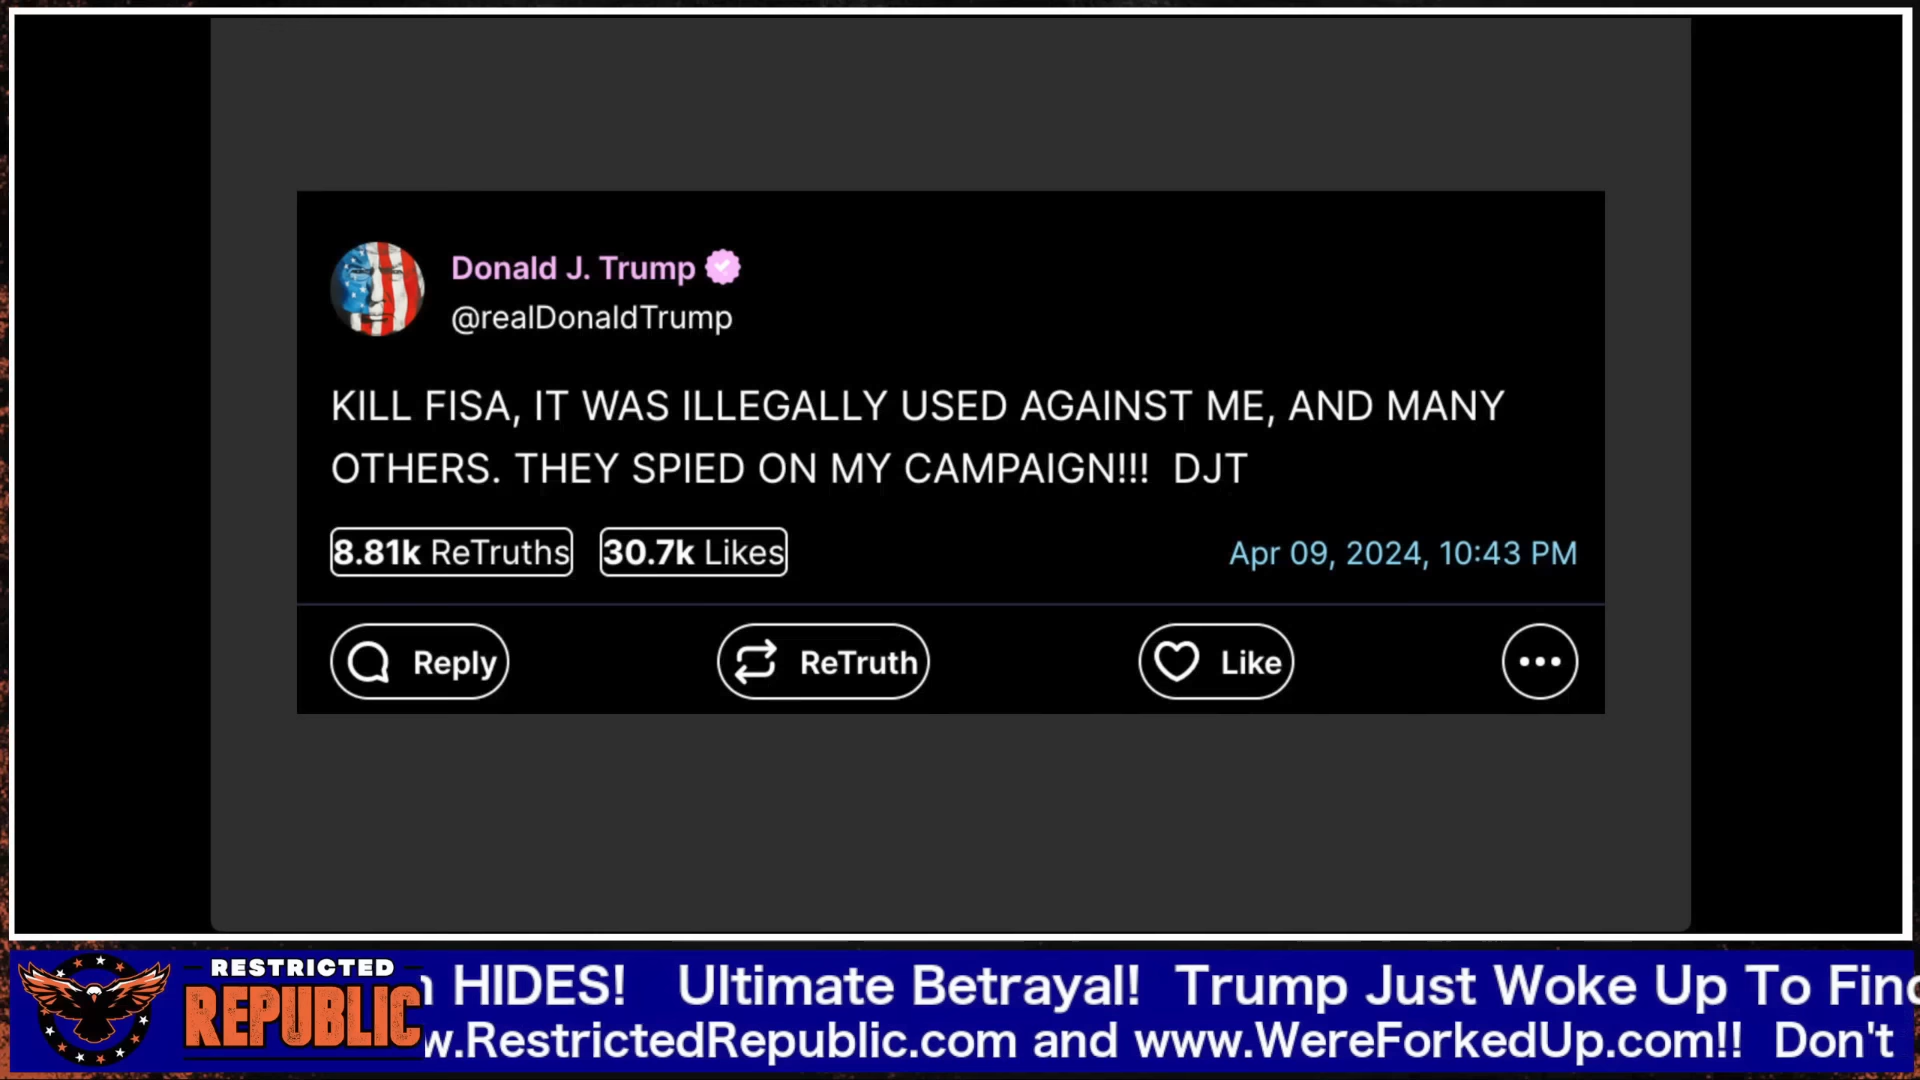 Donald J. Trump
@realDonaldTrump
KILL FISA, IT WAS ILLEGALLY USED AGAINST ME, AND MANY
OTHERS. THEY SPIED ON MY CAMPAIGN!!! DJT
8.81k ReTruths 30.7k Likes Apr 09, 2024, 10:43 PM
Reply ReTruth Like
RESTRICTED
REPUBLIC
HIDES! Ultimate Betrayal! Trump Just Woke Up To
w.RestrictedRepublic.com and www.WereForkedUp.com!! Don't